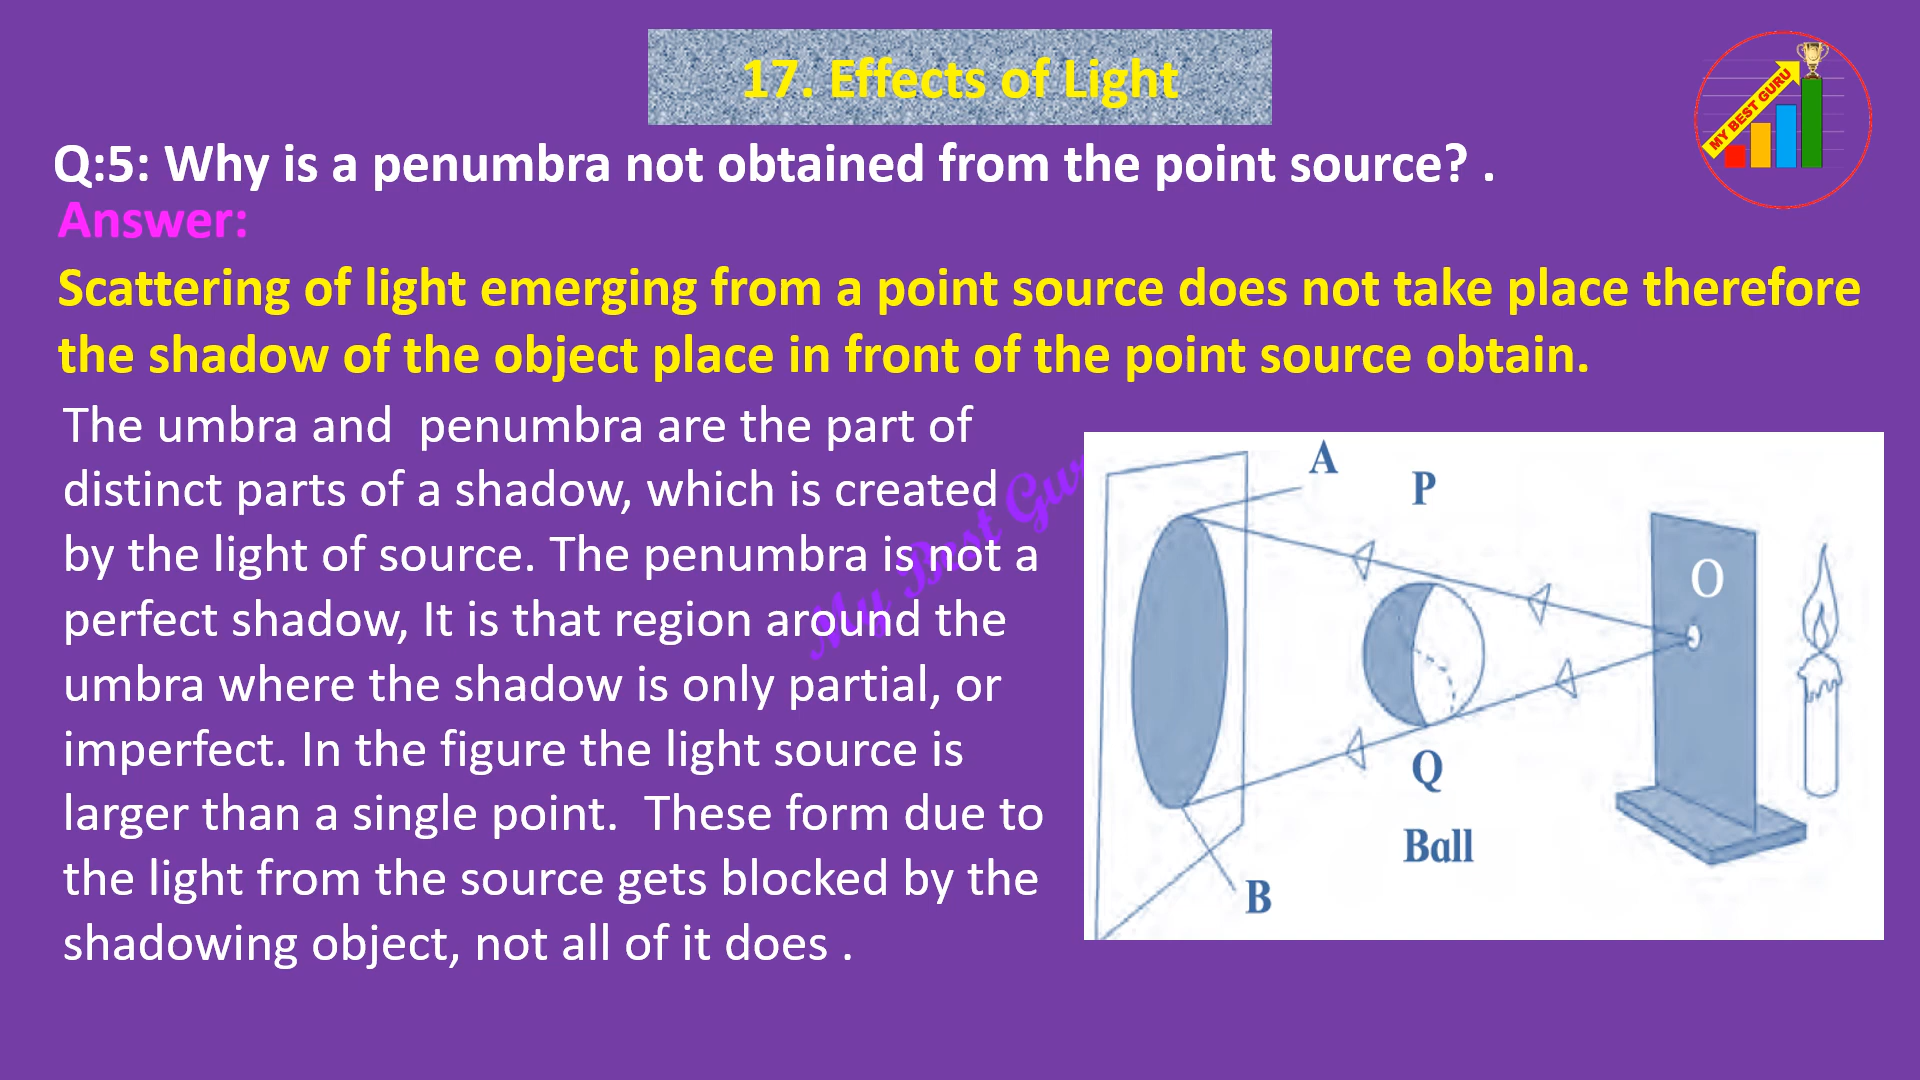 17. Effects of Light
MY BEST GURU
Q:5: Why is a penumbra not obtained from the point source? .
Answer:
Scattering of light emerging from a point source does not take place therefore
the shadow of the object place in front of the point source obtain.
The umbra and  penumbra are the part of
distinct parts of a shadow, which is created
by the light of source. The penumbra is not a
perfect shadow, It is that region around the
umbra where the shadow is only partial, or
imperfect. In the figure the light source is
larger than a single point.  These form due to
the light from the source gets blocked by the
shadowing object, not all of it does .
My Best Guru
A
P
O
Q
Ball
B